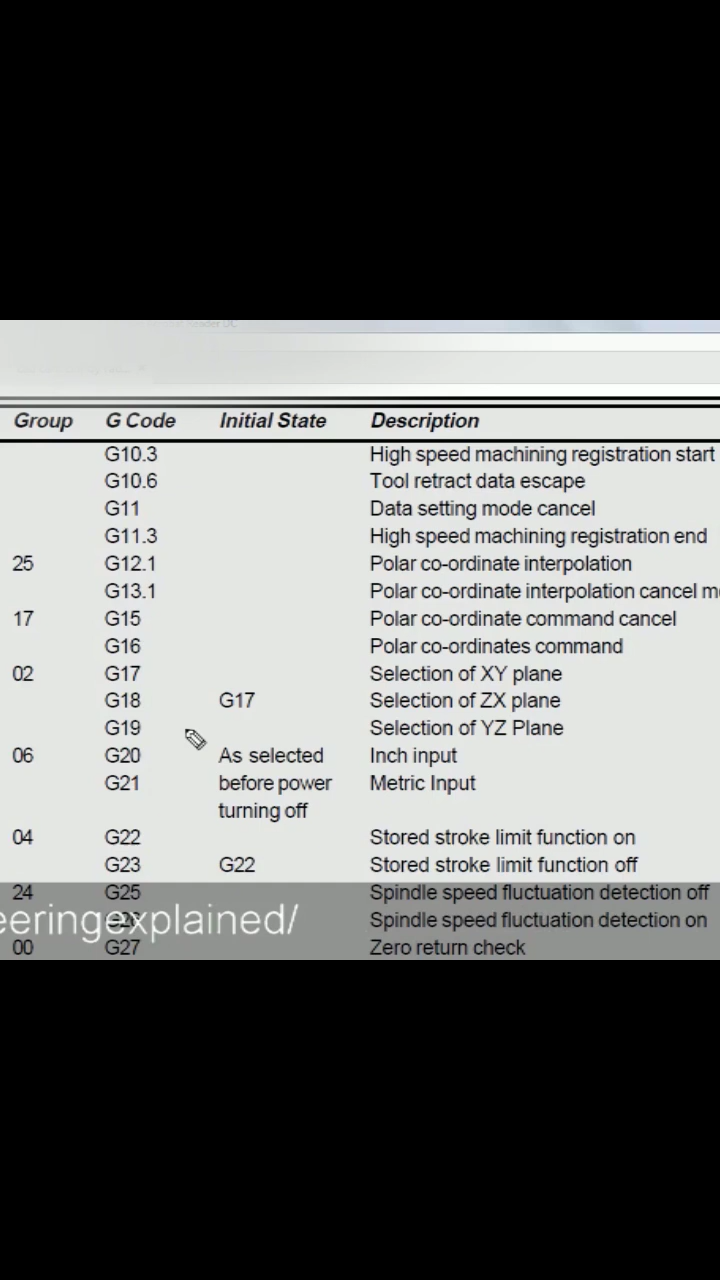 Group G Code Initial State Description
G10.3 High speed machining registration start
G10.6 Tool retract data escape
G11 Data setting mode cancel
G11.3 High speed machining registration end
25 G12.1 Polar co-ordinate interpolation
G13.1 Polar co-ordinate interpolation cancel
17 G15 Polar co-ordinate command cancel
G16 Polar co-ordinates command
02 G17 Selection of XY plane
G18 G17 Selection of ZX plane
G19 Selection of YZ Plane
06 G20 As selected Inch input
G21 before power Metric Input
turning off
04 G22 Stored stroke limit function on
G23 G22 Stored stroke limit function off
24 G25 Spindle speed fluctuation detection off
G26 Spindle speed fluctuation detection on
eeringexplained/
00 G27 Zero return check